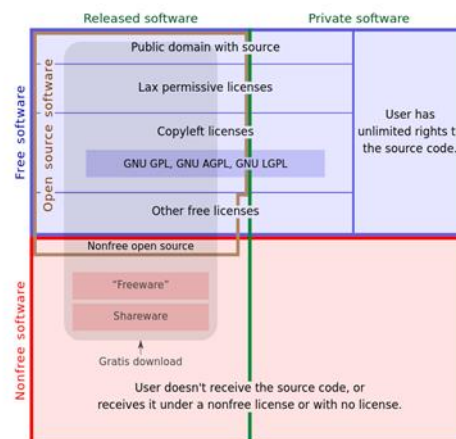 Released software
Private software
Free software
Open source software
Public domain with source
Lax permissive licenses
Copyleft licenses
GNU GPL, GNU AGPL, GNU LGPL
Other free licenses
User has
unlimited rights t
the source code.
Nonfree software
Nonfree open source
"Freeware"
Shareware
Gratis download
User doesn't receive the source code, or
receives it under a nonfree license or with no license.